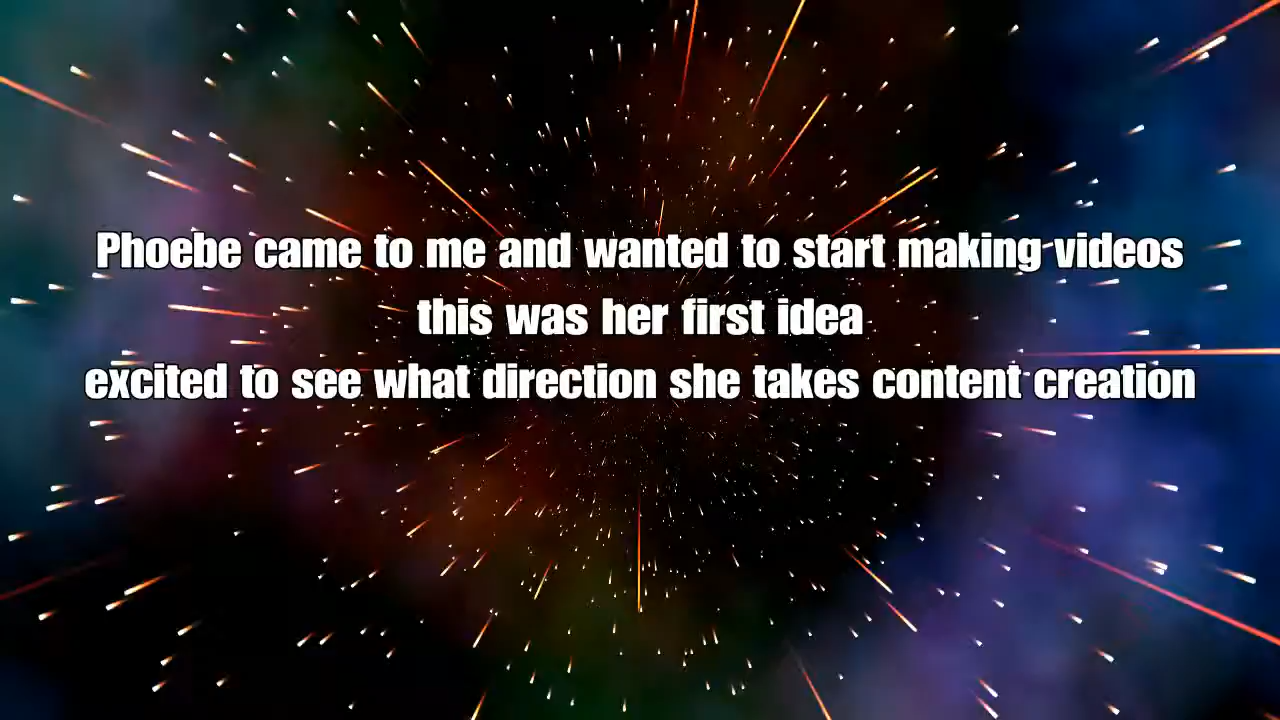 Phoebe came to me and wanted to start making videos
this was her first idea
excited to see what direction she takes content creation